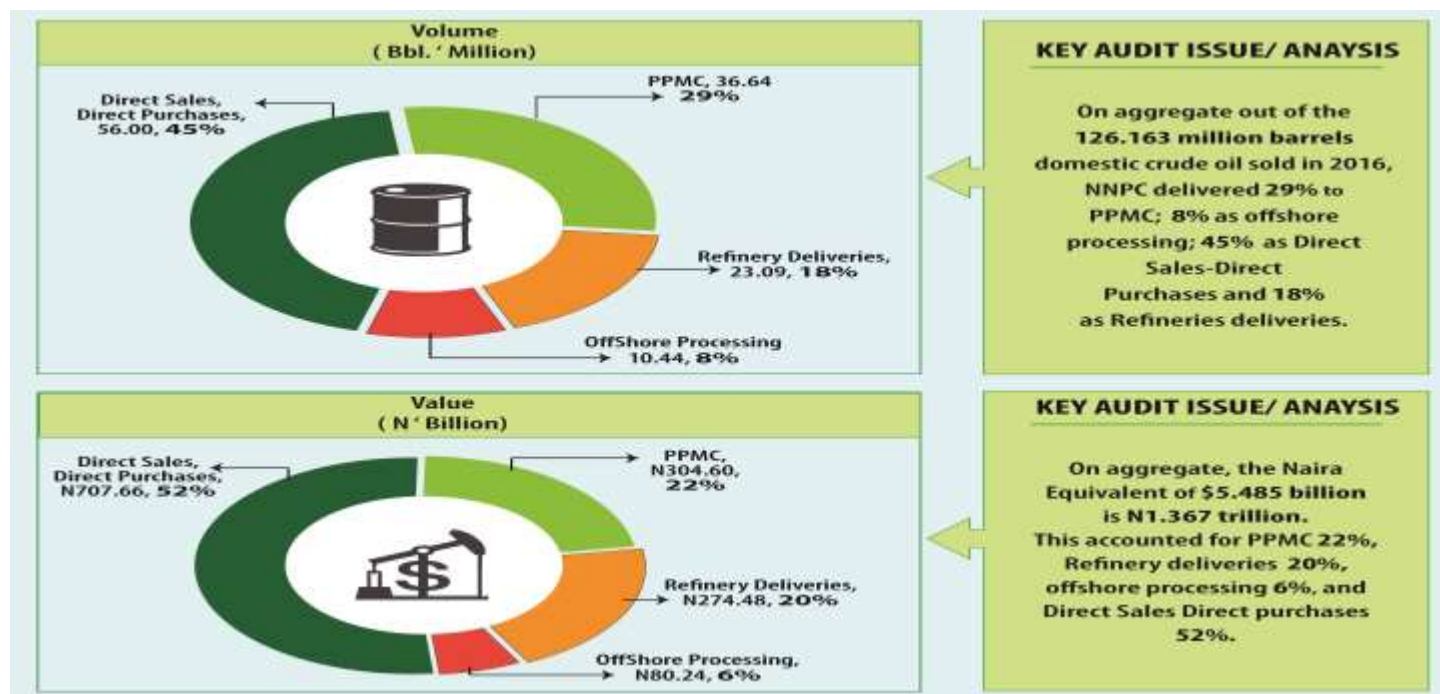 Volume
( Bbl. ‘ Million)
PPMC, 36.64
29%
Direct Sales,
Direct Purchases,
56.00, 45%
Refinery Deliveries,
23.09, 18%
OffShore Processing
10.44, 8%
KEY AUDIT ISSUE/ ANAYSIS
On aggregate out of the
126.163 million barrels
domestic crude oil sold in 2016,
NNPC delivered 29% to
PPMC; 8% as offshore
processing; 45% as Direct
Sales-Direct
Purchases and 18%
as Refineries deliveries.
Value
( N ‘ Billion)
Direct Sales,
Direct Purchases,
N707.66, 52%
PPMC,
N304.60,
22%
Refinery Deliveries,
N274.48, 20%
OffShore Processing,
N80.24, 6%
$
KEY AUDIT ISSUE/ ANAYSIS
On aggregate, the Naira
Equivalent of $5.485 billion
is N1.367 trillion.
This accounted for PPMC 22%,
Refinery deliveries 20%,
offshore processing 6%, and
Direct Sales Direct purchases
52%.